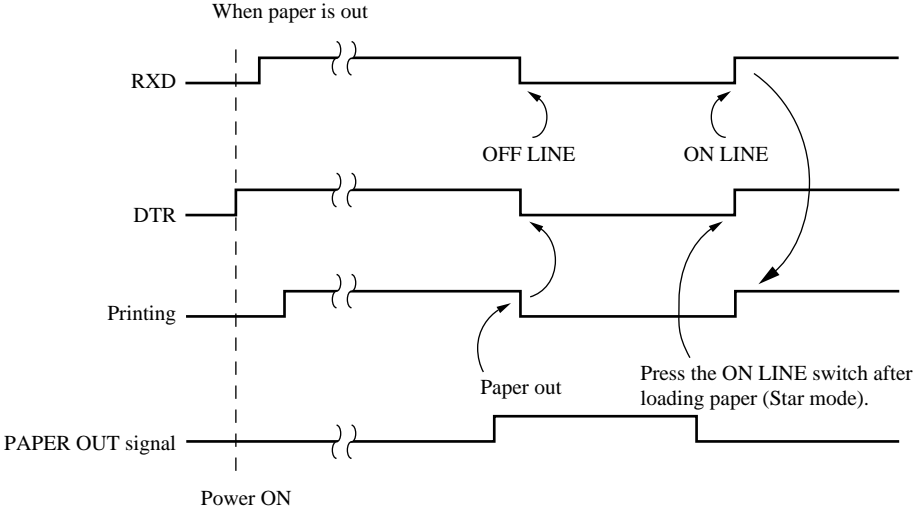 When paper is out
RXD
OFF LINE
ON LINE
DTR
Printing
Paper out
Press the ON LINE switch after
loading paper (Star mode).
PAPER OUT signal
Power ON